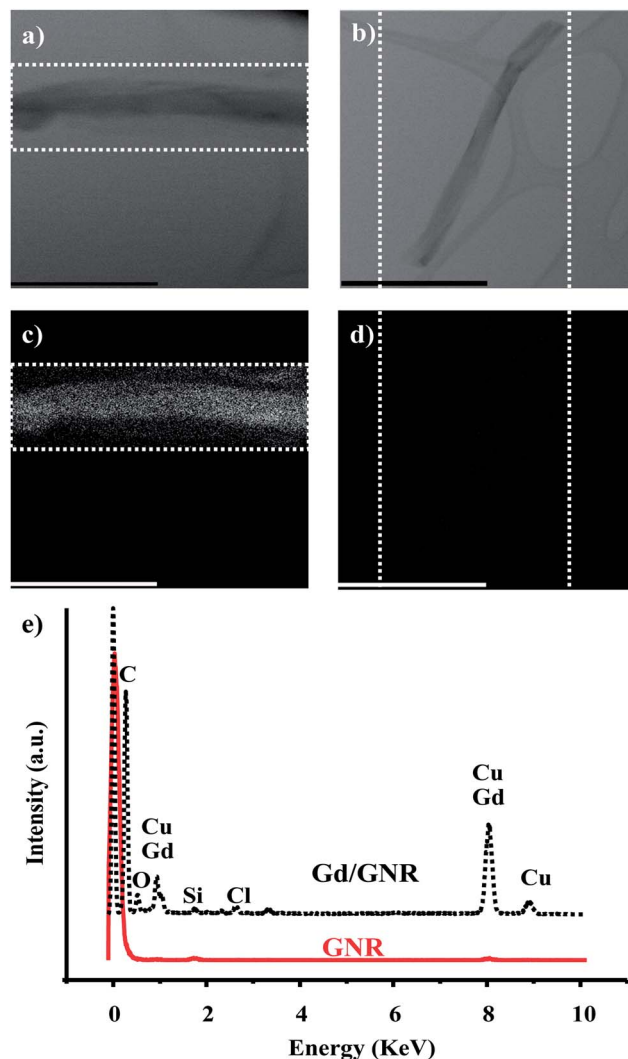 a)
b)
c)
d)
e)
Intensity (a.u.)
C
O
Cu
Gd
Si
Cl
Gd/GNR
Cu
Gd
Cu
GNR
0 2 4 6 8 10
Energy (KeV)